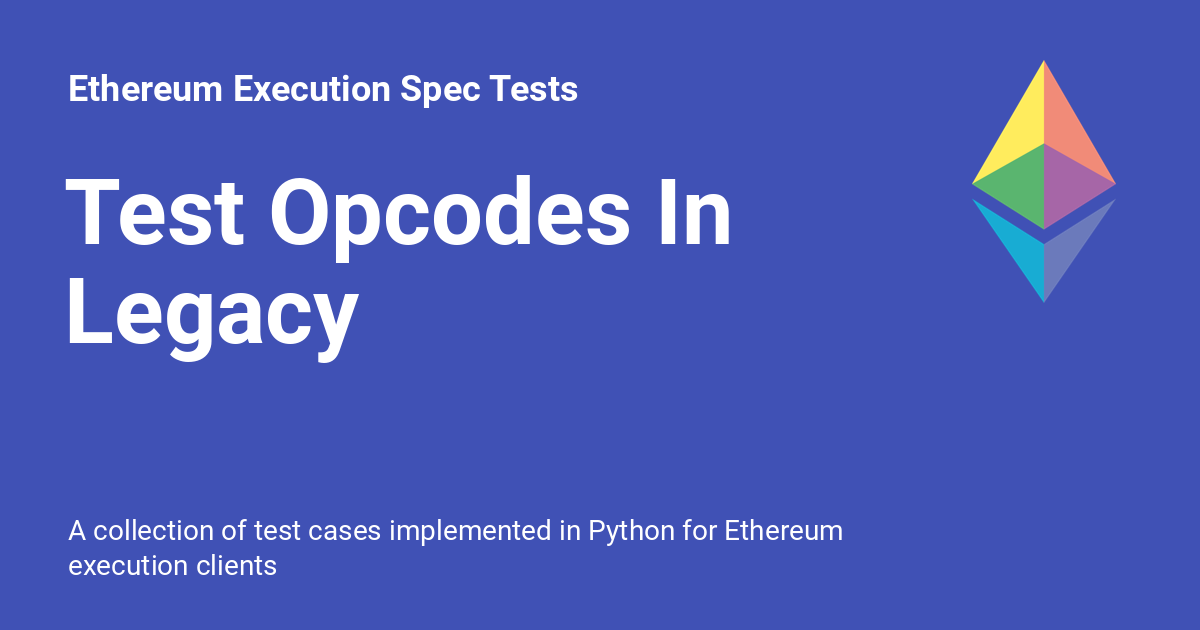 Ethereum Execution Spec Tests
Test Opcodes In
Legacy
A collection of test cases implemented in Python for Ethereum
execution clients